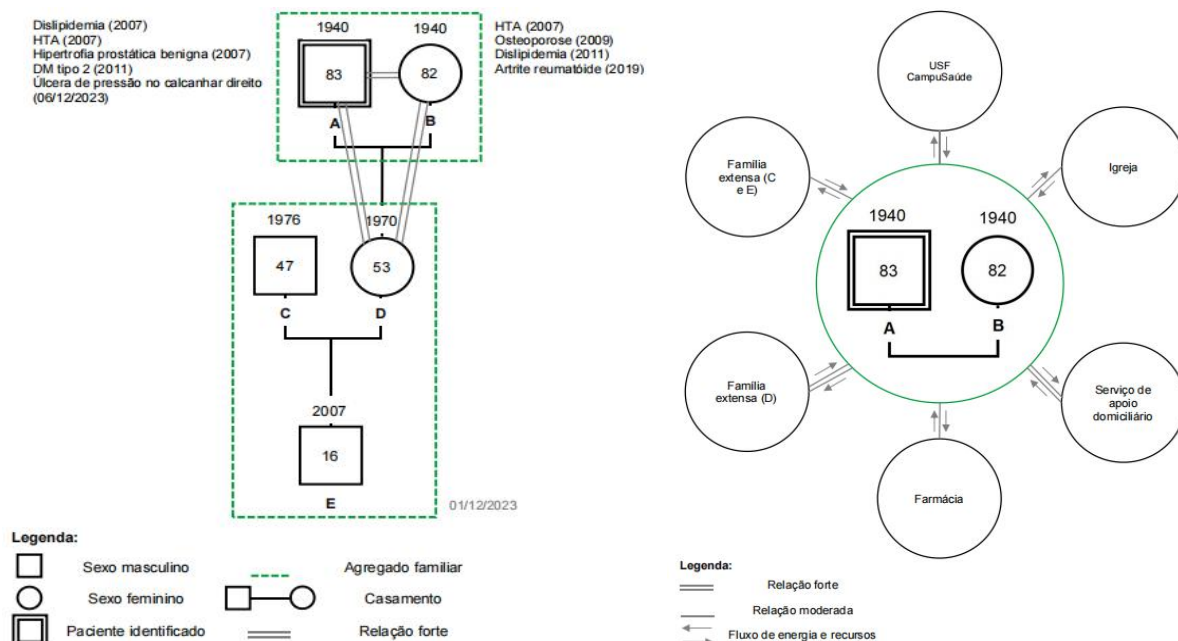 Dislipidemia (2007)
HTA (2007)
Hipertrofia prostática benigna (2007)
DM tipo 2 (2011)
Úlcera de pressão no calcanhar direito
(06/12/2023)
1940
1940
83
82
A
B
HTA (2007)
Osteoporose (2009)
Dislipidemia (2011)
Artrite reumatóide (2019)
1976
1970
47
53
C
D
2007
16
E
01/12/2023
Legenda:
Sexo masculino
Agregado familiar
Sexo feminino
Casamento
Paciente identificado
Relação forte
USF
CampuSaúde
Família
extensa (C
e E)
Igreja
1940
1940
83
82
A
B
Família
extensa (D)
Serviço de
apoio
domiciliário
Farmácia
Legenda:
Relação forte
Relação moderada
Fluxo de energia e recursos